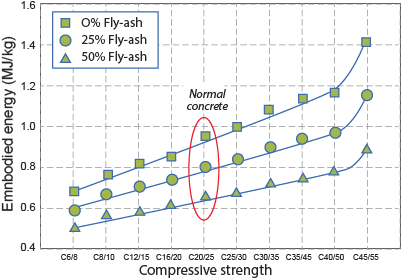 1.6
1.4
1.2
1.0
0.8
0.6
0.4
Emnbodied energy (MJ/kg)
0% Fly-ash
25% Fly-ash
50% Fly-ash
Normal
concrete
C6/8 C8/10 C12/15 C16/20 C20/25 C25/30 C30/35 C35/45 C40/50 C45/55
Compressive strength